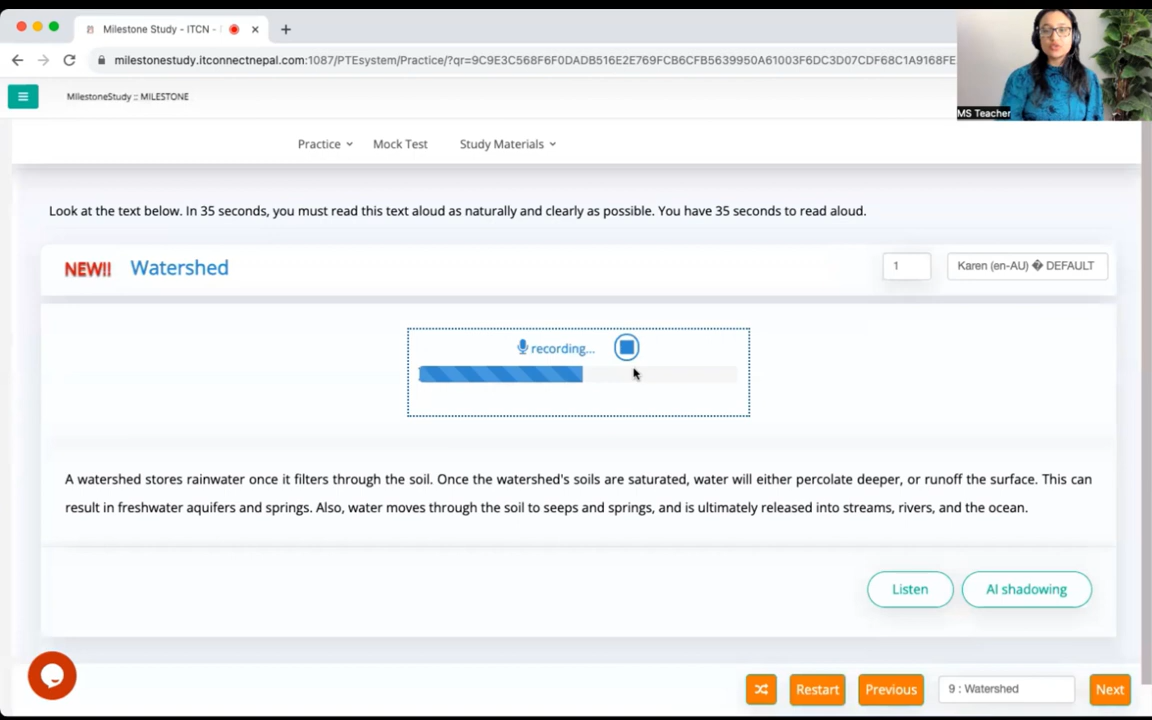 Milestone Study - ITCN -
milestonestudy.itconnectnepal.com:1087/PTEsystem/Practice/?qr=9C9E3C568F6F0DADB516E2E769FCB6CFB5639950A61003F6DC3D07CDF68C1A9168FE
MS Teacher
MilestoneStudy :: MILESTONE
Practice Mock Test Study Materials
Look at the text below. In 35 seconds, you must read this text aloud as naturally and clearly as possible. You have 35 seconds to read aloud.
NEW!! Watershed 1 Karen (en-AU) � DEFAULT
recording...
A watershed stores rainwater once it filters through the soil. Once the watershed's soils are saturated, water will either percolate deeper, or runoff the surface. This can
result in freshwater aquifers and springs. Also, water moves through the soil to seeps and springs, and is ultimately released into streams, rivers, and the ocean.
Listen AI shadowing
Restart Previous 9 : Watershed Next